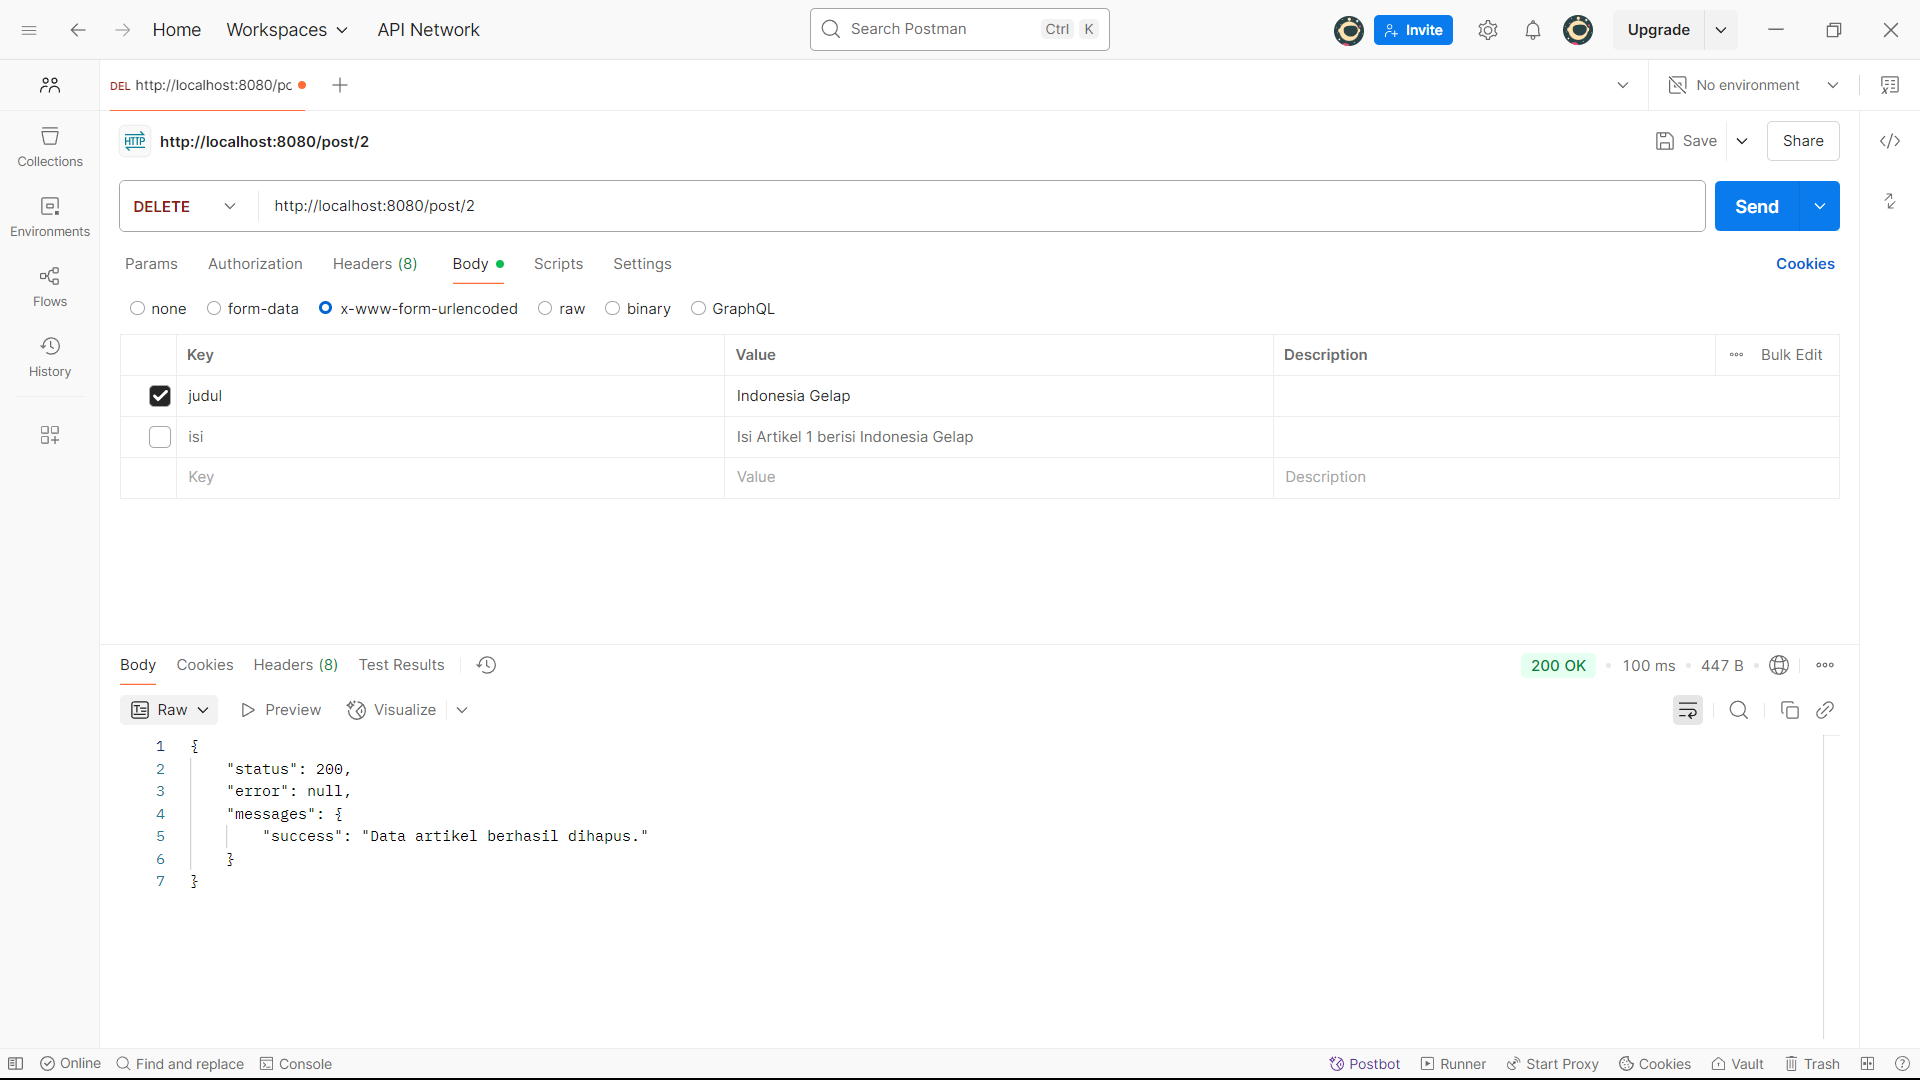 Home Workspaces API Network Search Postman Ctrl K Invite Upgrade
DEL http://localhost:8080/pc No environment
HTTP http://localhost:8080/post/2 Save Share
DELETE http://localhost:8080/post/2 Send
Params Authorization Headers (8) Body Scripts Settings Cookies
none form-data x-www-form-urlencoded raw binary GraphQL
Key Value Description Bulk Edit
judul Indonesia Gelap
isi Isi Artikel 1 berisi Indonesia Gelap
Key Value Description
Collections
Environments
Flows
History
Body Cookies Headers (8) Test Results 200 OK 100 ms 447 B
Raw Preview Visualize
1 {
2 "status": 200,
3 "error": null,
4 "messages": {
5 "success": "Data artikel berhasil dihapus."
6 }
7 }
Online Find and replace Console Postbot Runner Start Proxy Cookies Vault Trash